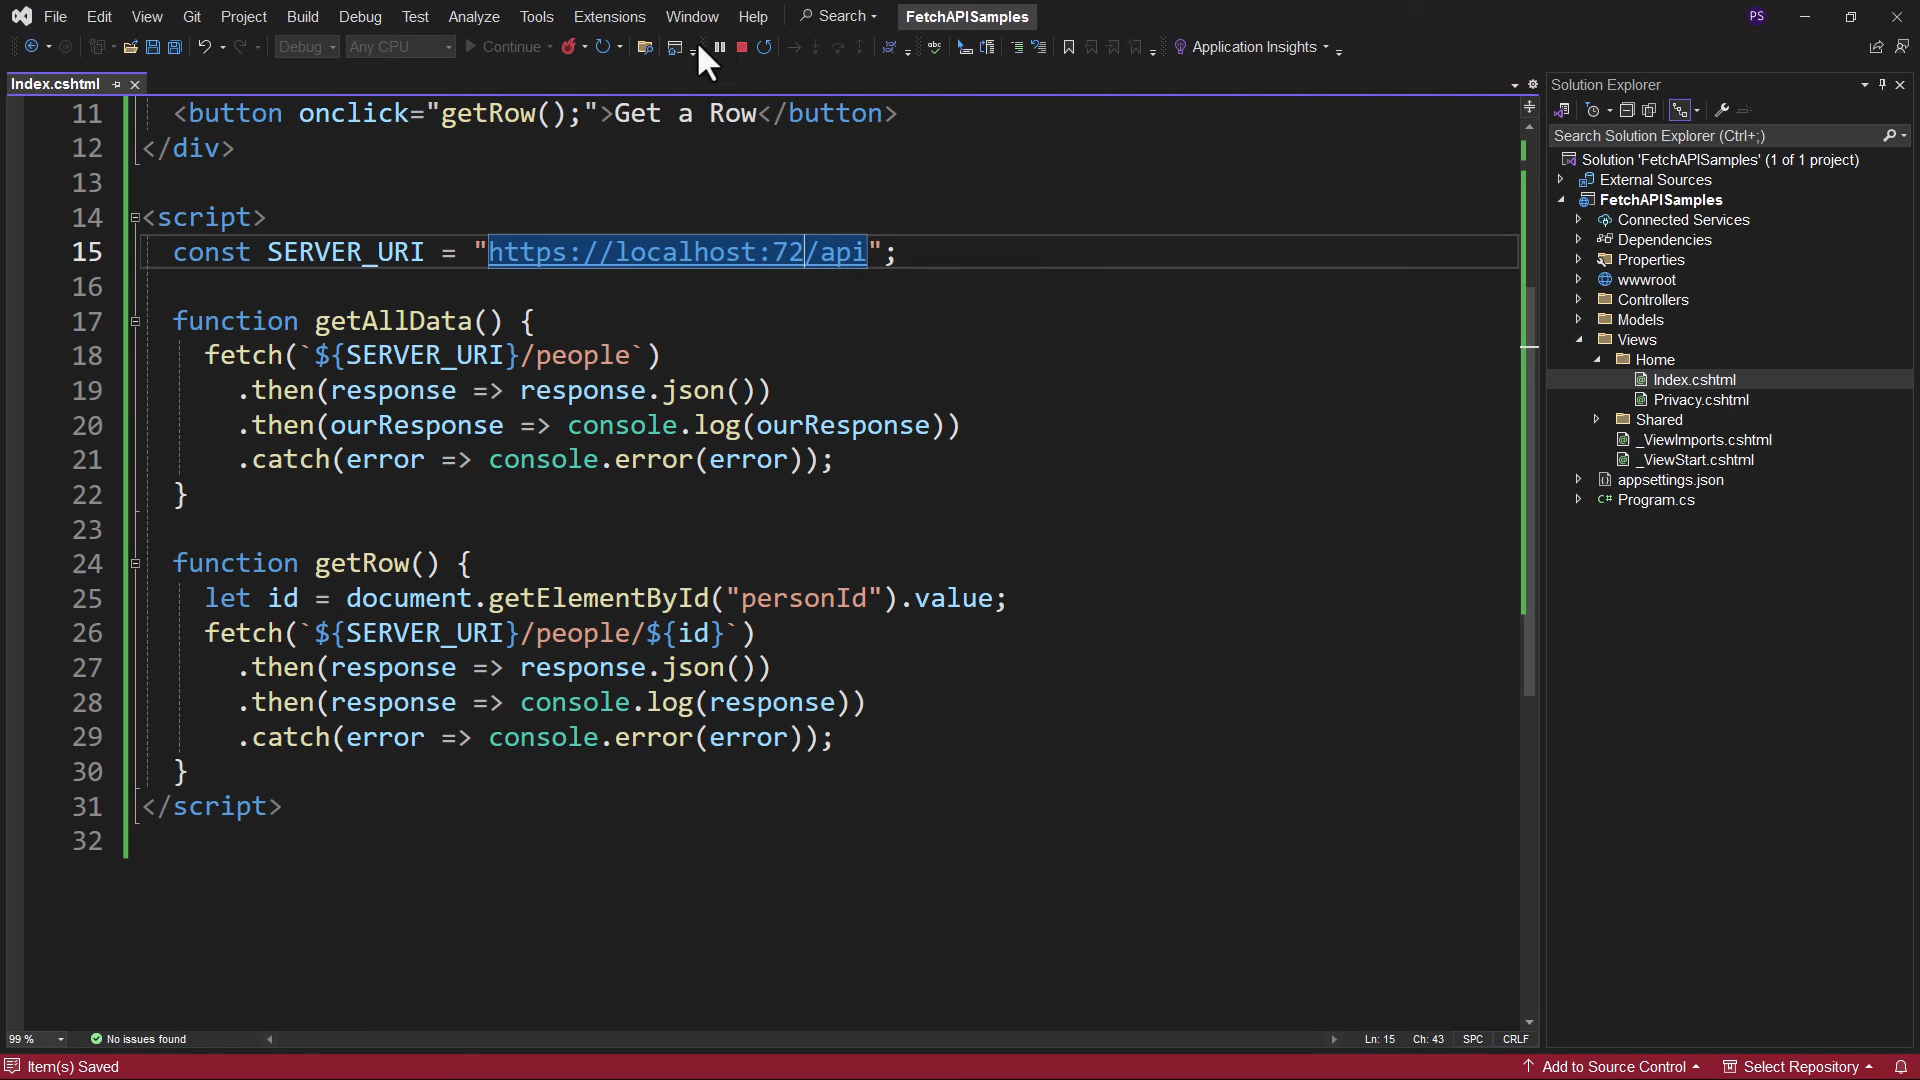 File Edit View Git Project Build Debug Test Analyze Tools Extensions Window Help Search FetchAPISamples PS
Debug Any CPU Continue Application Insights
Index.cshtml
11 <button onclick="getRow();">Get a Row</button>
12 </div>
13
14 <script>
15 const SERVER_URI = "https://localhost:72/api";
16
17 function getAllData() {
18 fetch(`${SERVER_URI}/people`)
19 .then(response => response.json())
20 .then(ourResponse => console.log(ourResponse))
21 .catch(error => console.error(error));
22 }
23
24 function getRow() {
25 let id = document.getElementById("personId").value;
26 fetch(`${SERVER_URI}/people/${id}`)
27 .then(response => response.json())
28 .then(response => console.log(response))
29 .catch(error => console.error(error));
30 }
31 </script>
32
99 % No issues found Ln: 15 Ch: 43 SPC CRLF
Solution Explorer
Search Solution Explorer (Ctrl+;)
Solution 'FetchAPISamples' (1 of 1 project)
External Sources
FetchAPISamples
Connected Services
Dependencies
Properties
wwwroot
Controllers
Models
Views
Home
Index.cshtml
Privacy.cshtml
Shared
_ViewImports.cshtml
_ViewStart.cshtml
appsettings.json
C# Program.cs
Item(s) Saved Add to Source Control Select Repository